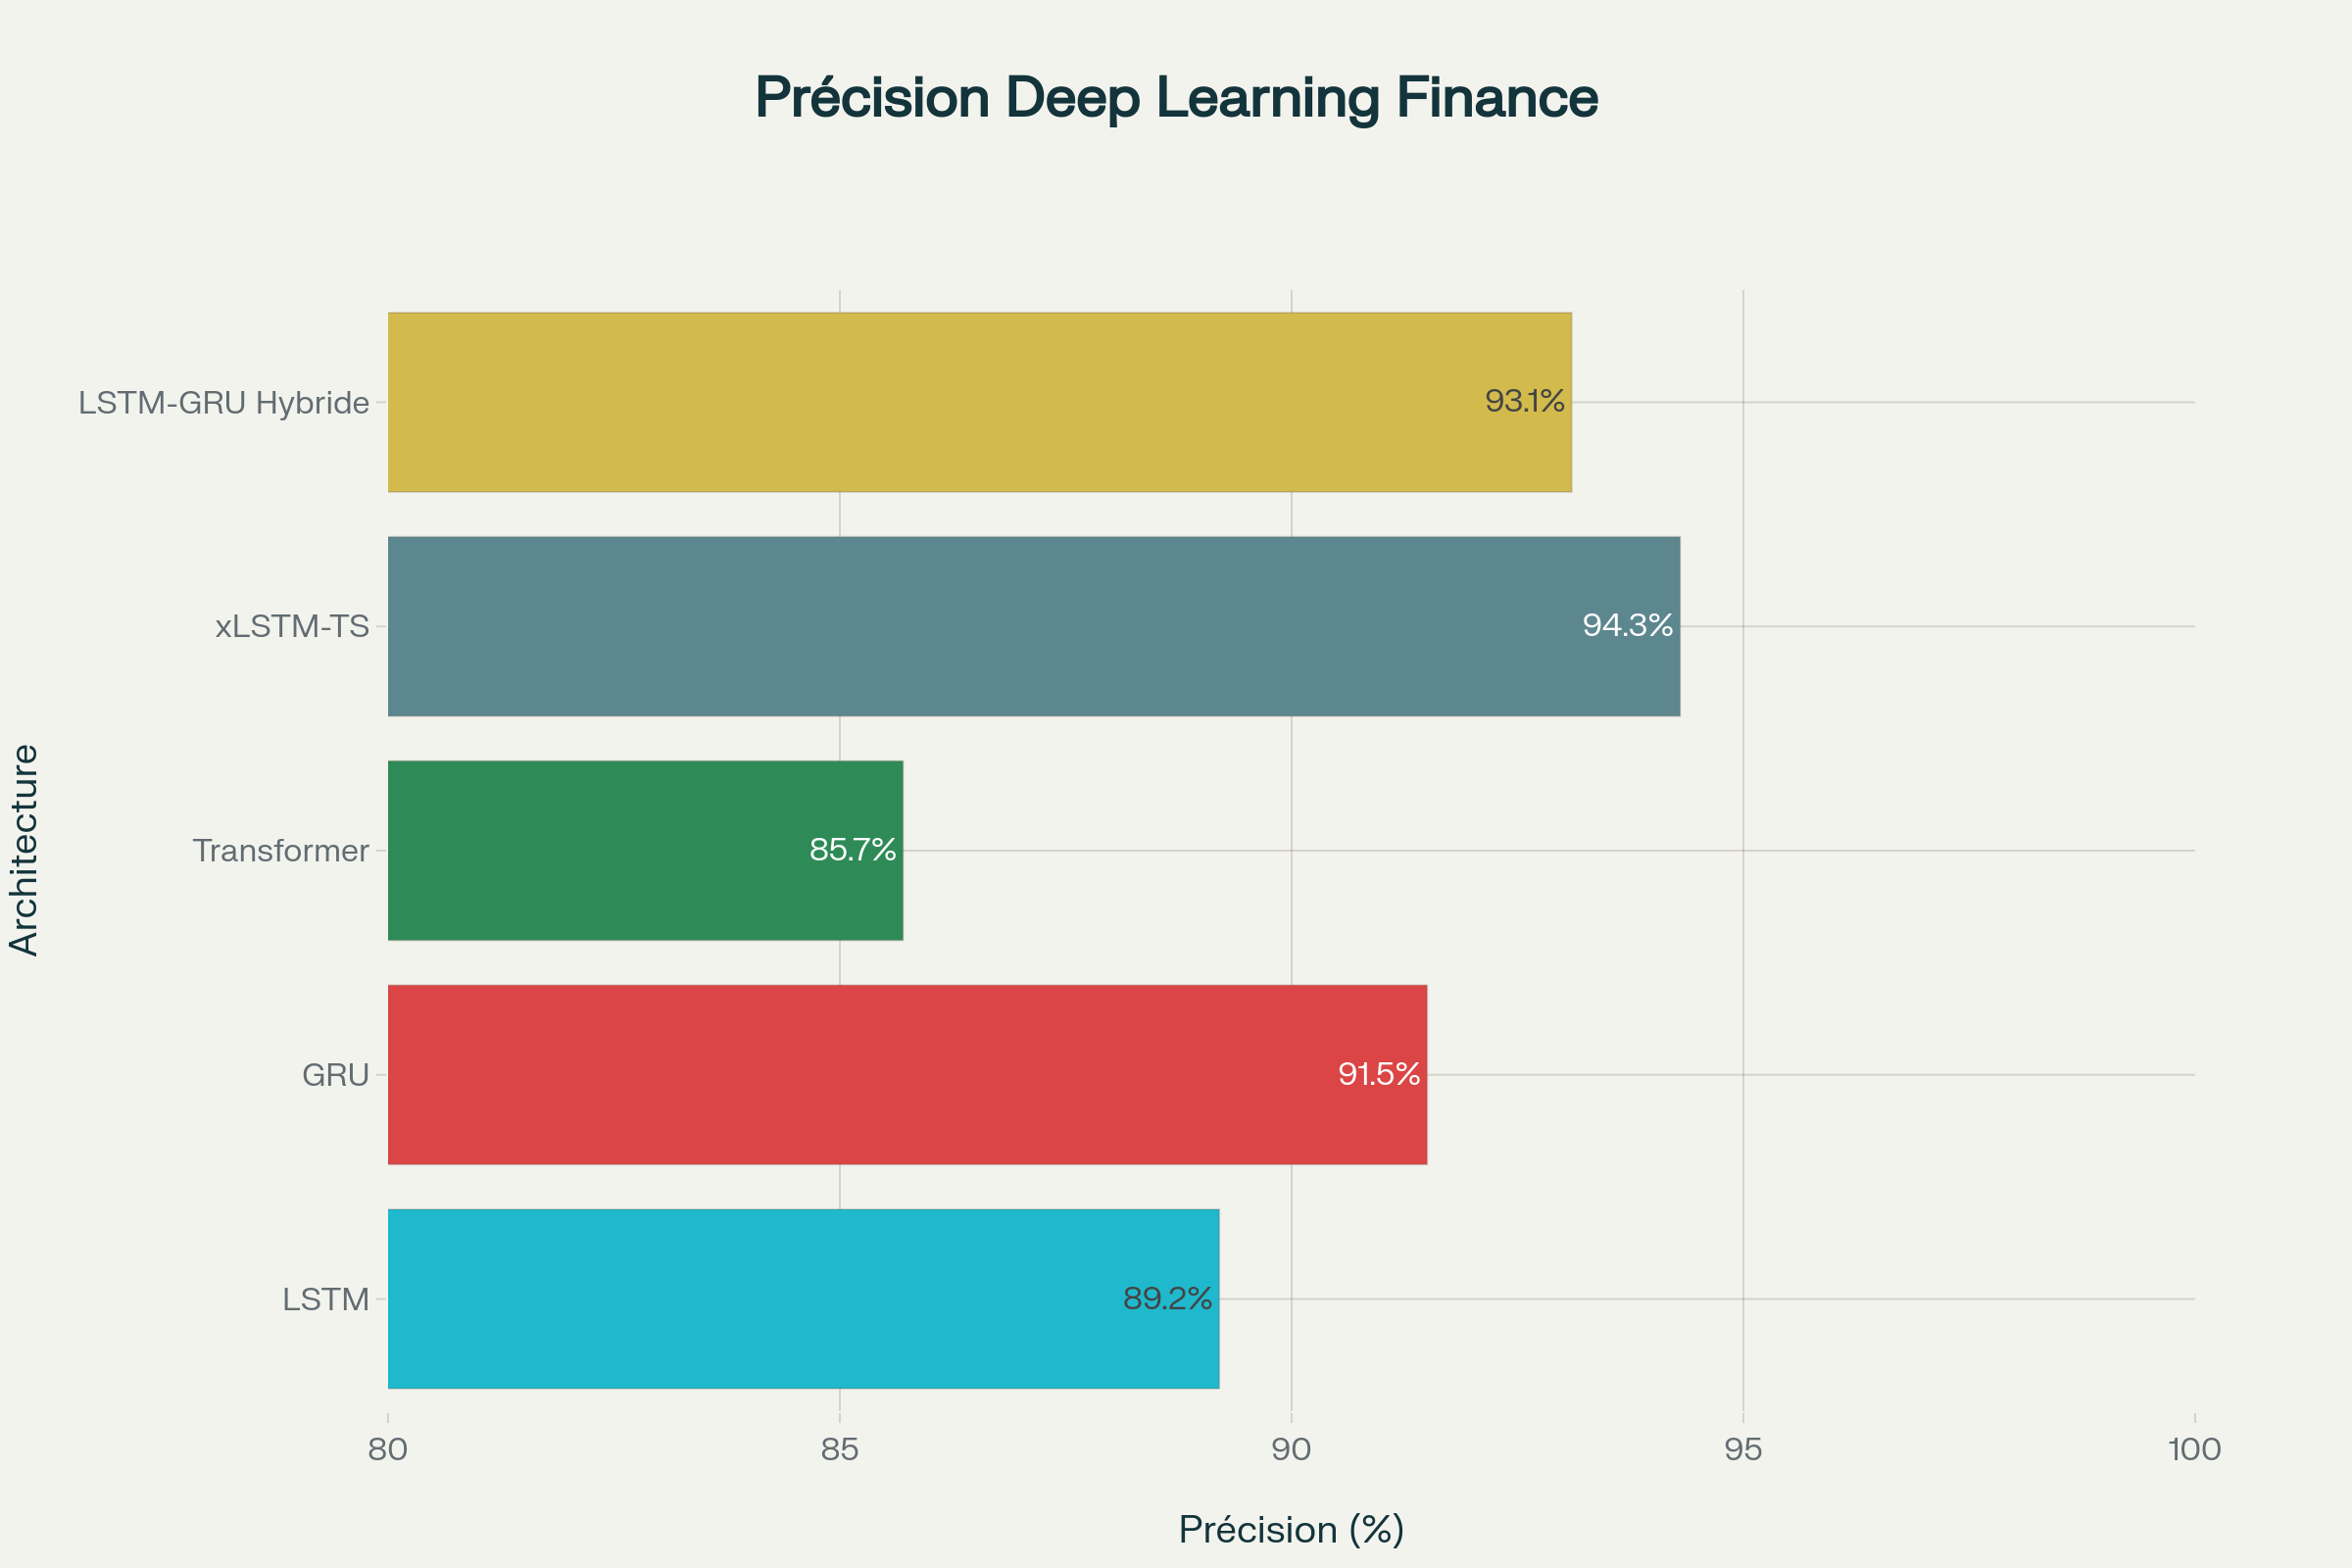 Précision Deep Learning Finance
LSTM-GRU Hybride
93.1%
xLSTM-TS
94.3%
Transformer
85.7%
GRU
91.5%
LSTM
89.2%
Architecture
80
85
90
95
100
Précision (%)